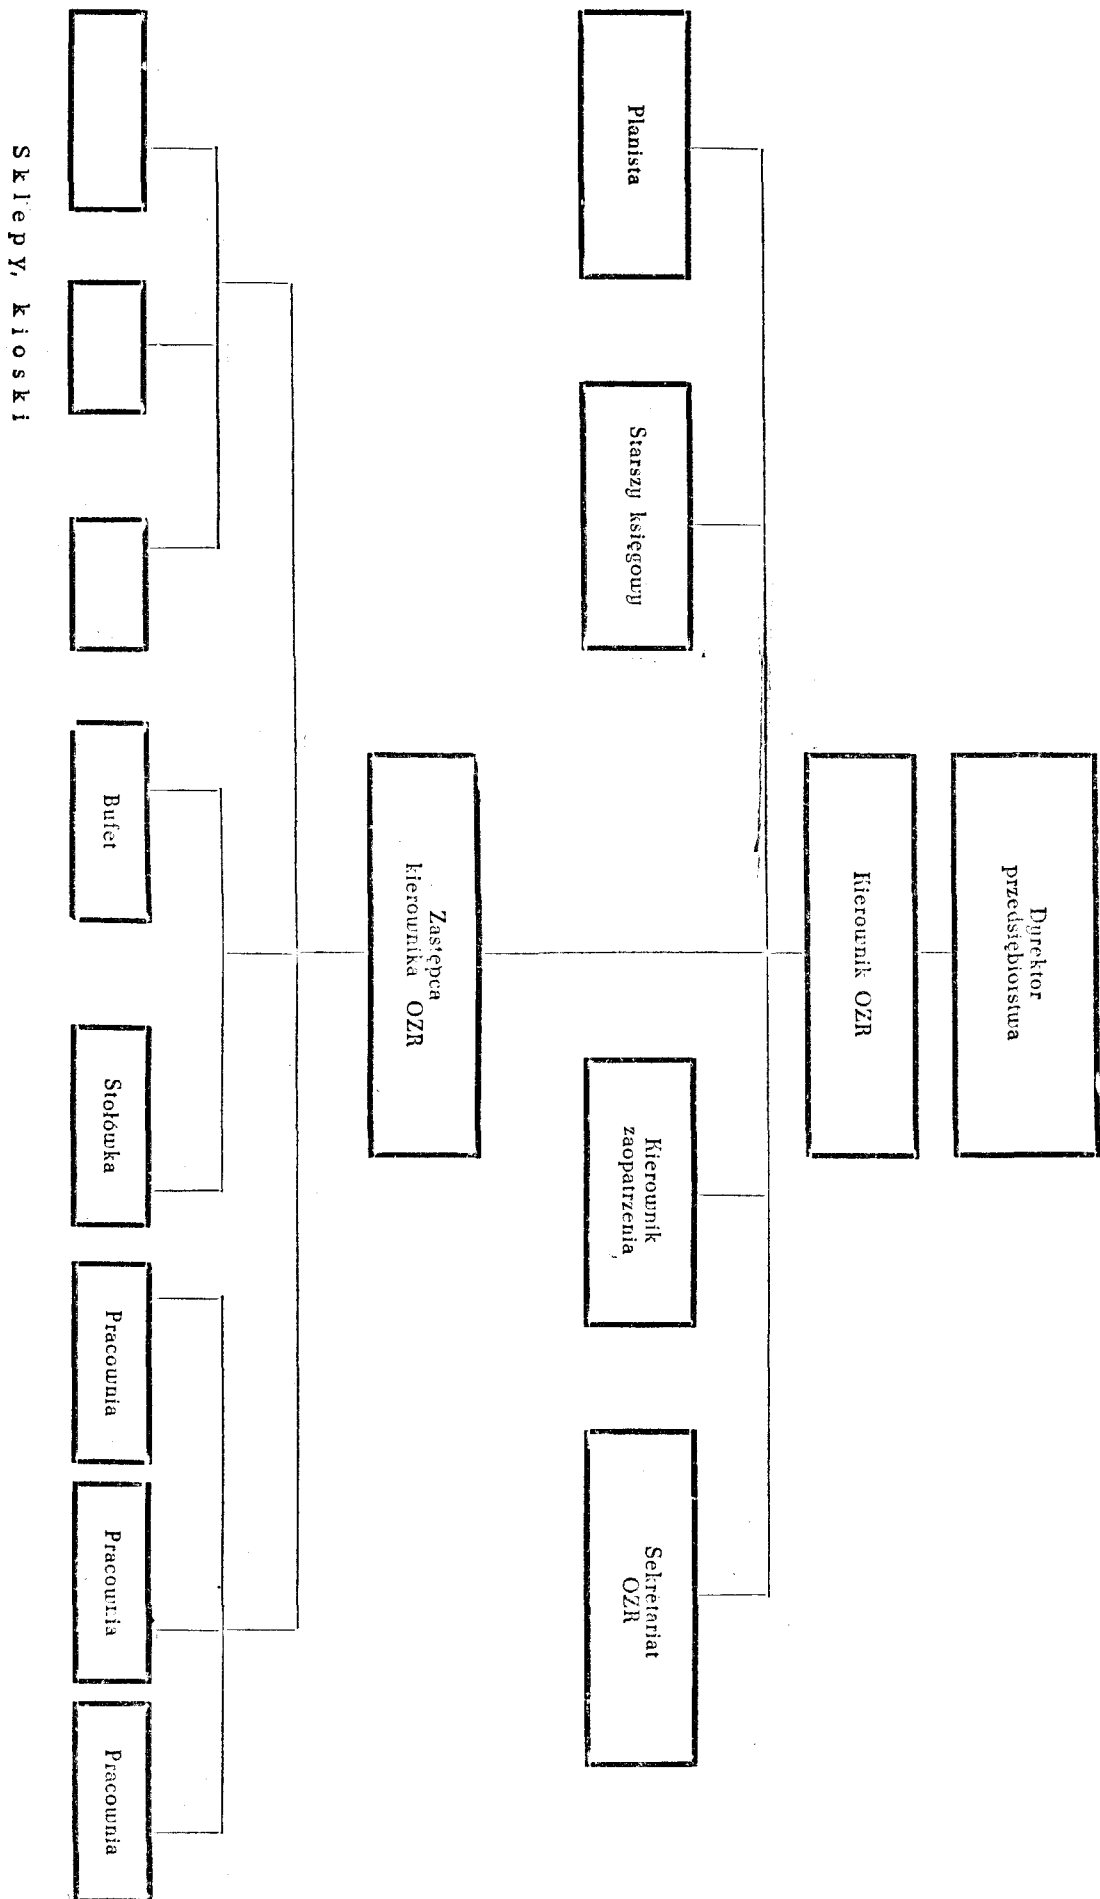 Dyrektor
przedsiębiorstwa
Kierownik OZR
Planista
Starszy księgowy
Kierownik
zaopatrzenia
Sekretariat
OZR
Zastępca
kierownika OZR
Bufet
Stołówka
Pracownia
Pracownia
Pracownia
Sklepy, kioski